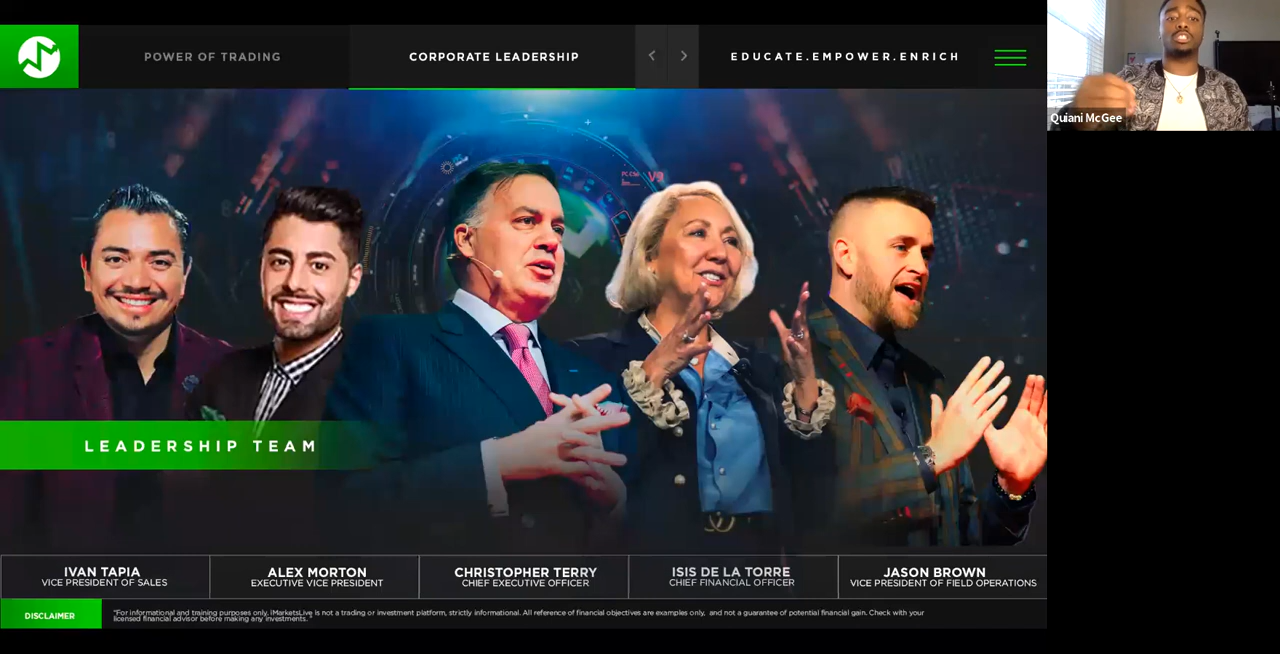 POWER OF TRADING
CORPORATE LEADERSHIP
EDUCATE.EMPOWER.ENRICH
Quiani McGee
V9
LEADERSHIP TEAM
IVAN TAPIA
VICE PRESIDENT OF SALES
ALEX MORTON
EXECUTIVE VICE PRESIDENT
CHRISTOPHER TERRY
CHIEF EXECUTIVE OFFICER
ISIS DE LA TORRE
CHIEF FINANCIAL OFFICER
JASON BROWN
VICE PRESIDENT OF FIELD OPERATIONS
DISCLAIMER
"For informational and training purposes only, iMarketsLive is not a trading or investment platform, strictly informational. All reference of financial objectives are examples only, and not a guarantee of potential financial gain. Check with your
licensed financial advisor before making any investments."